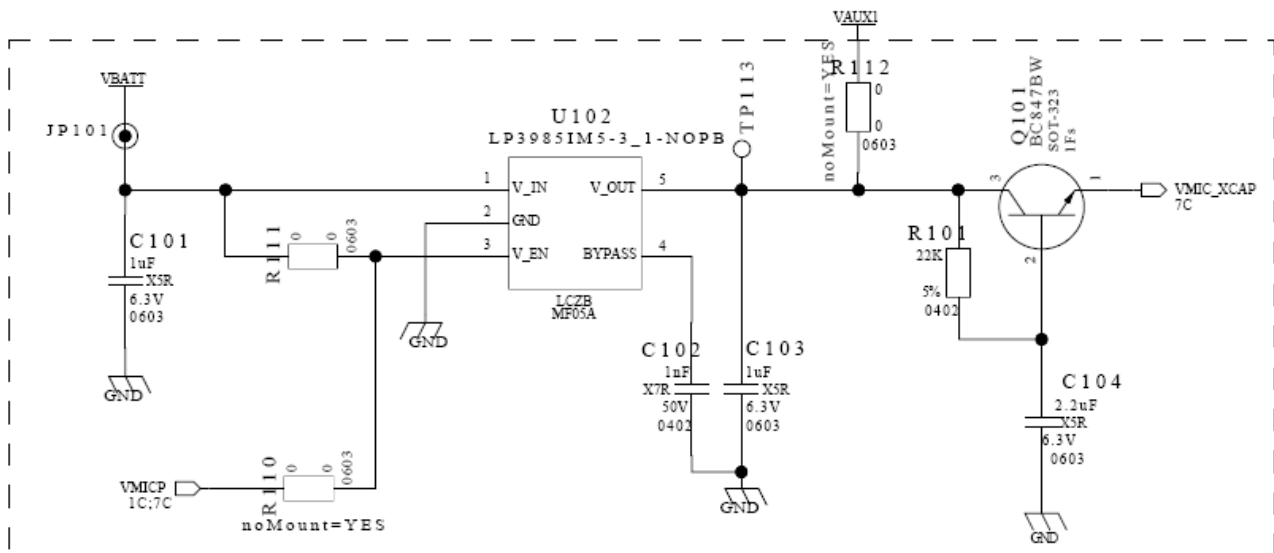 VAUX1
VBATT
JP101
U102
LP3985IM5-3_1-NOPB
TP113
noMount=YES
R112
0
0
0603
Q101
BC847BW
SOT-323
1Fs
1
V_IN
V_OUT
5
3
1
VMIC_XCAP
7C
2
GND
C101
1uF
X5R
6.3V
0603
R111
0
0
0603
3
V_EN
BYPASS
4
R101
22K
5%
0402
2
LCZB
MF05A
GND
GND
C102
1nF
X7R
50V
0402
C103
1uF
X5R
6.3V
0603
C104
2.2uF
X5R
6.3V
0603
VMICP
1C;7C
R110
0
0
0603
noMount=YES
GND
GND